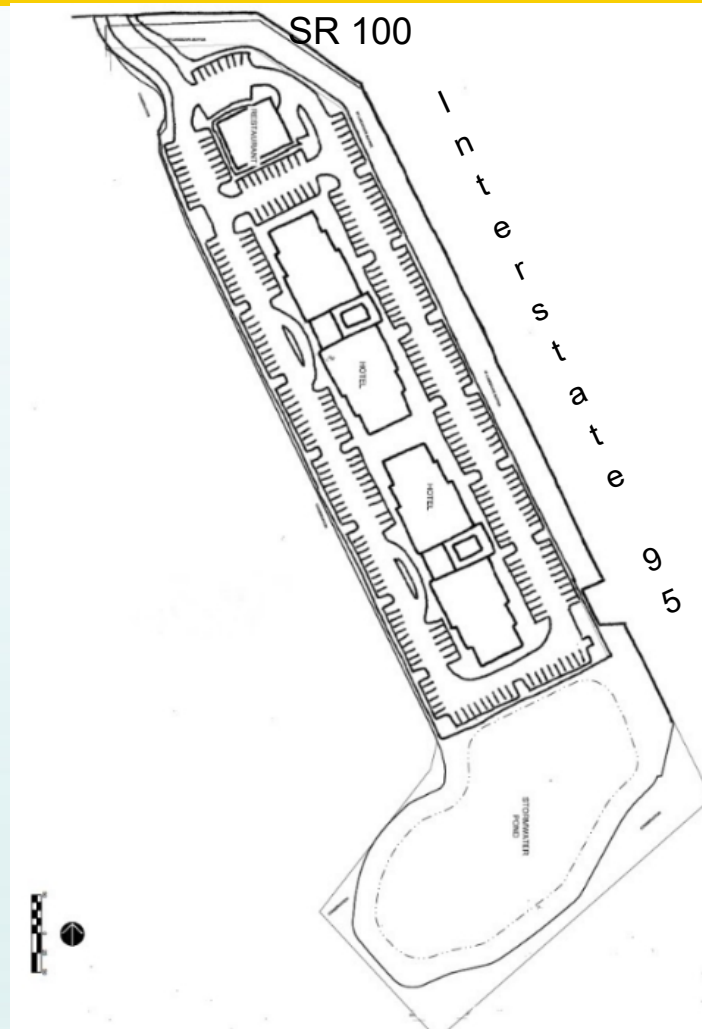 SR 100
Interstate 95
RESTAURANT
HOTEL
HOTEL
STORMWATER
POND